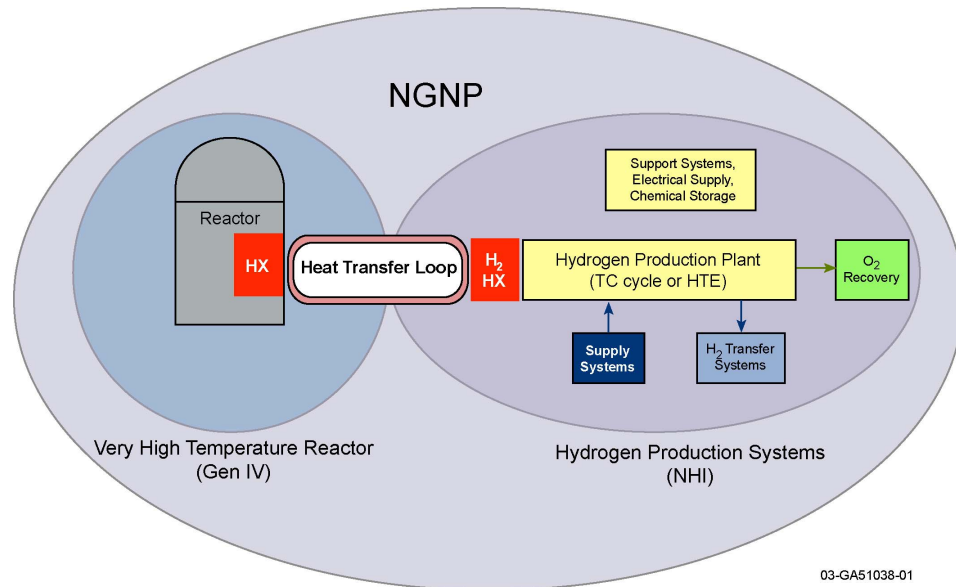 NGNP
Support Systems,
Electrical Supply,
Chemical Storage
Reactor
HX
Heat Transfer Loop
H2
HX
Hydrogen Production Plant
(TC cycle or HTE)
O2
Recovery
Supply
Systems
H2 Transfer
Systems
Very High Temperature Reactor
(Gen IV)
Hydrogen Production Systems
(NHI)
03-GA51038-01